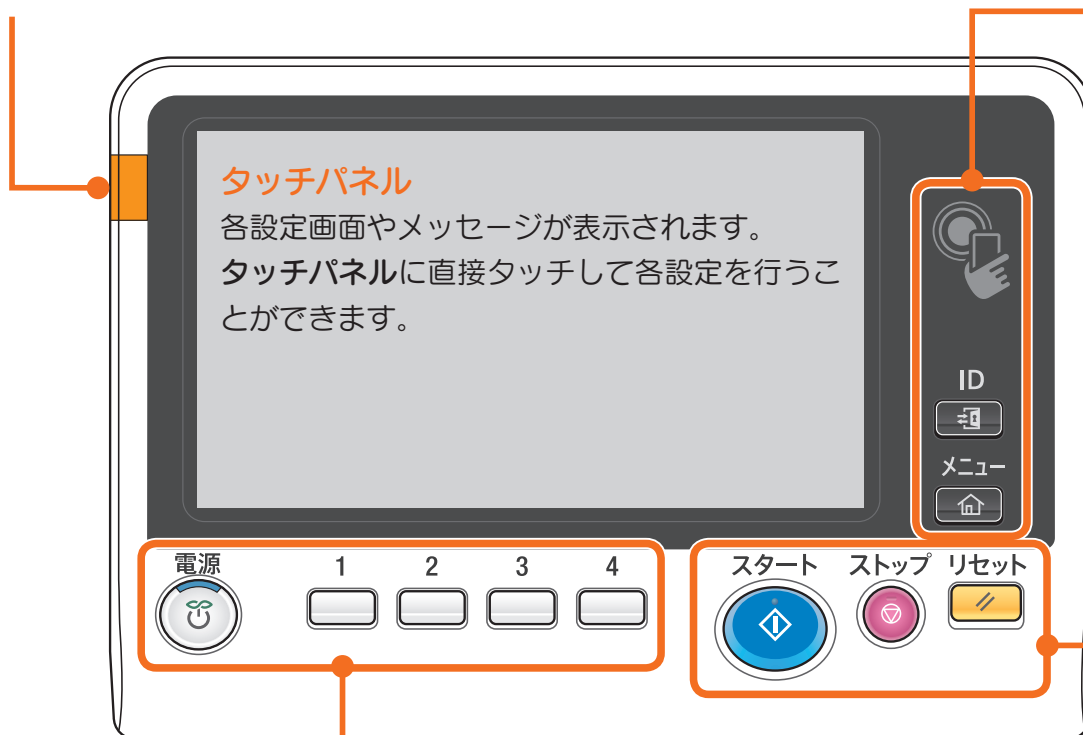 タッチパネル
各設定画面やメッセージが表示されます。
タッチパネルに直接タッチして各設定を行うこ
とができます。
ID
メニュー
電源
1 2 3 4
スタート ストップ リセット